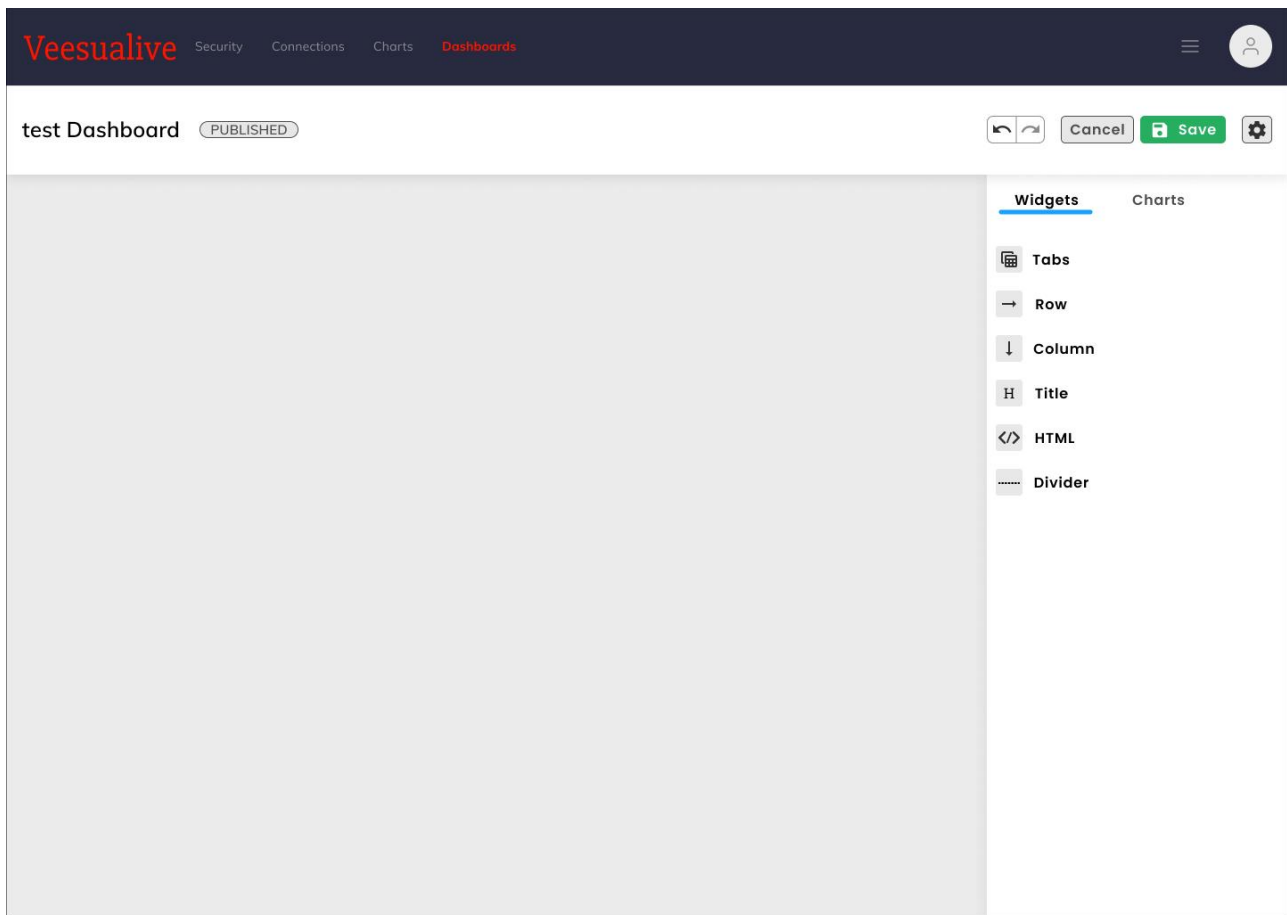 Veesualive Security Connections Charts Dashboards
test Dashboard PUBLISHED Cancel Save
Widgets Charts
Tabs
Row
Column
H Title
</> HTML
Divider